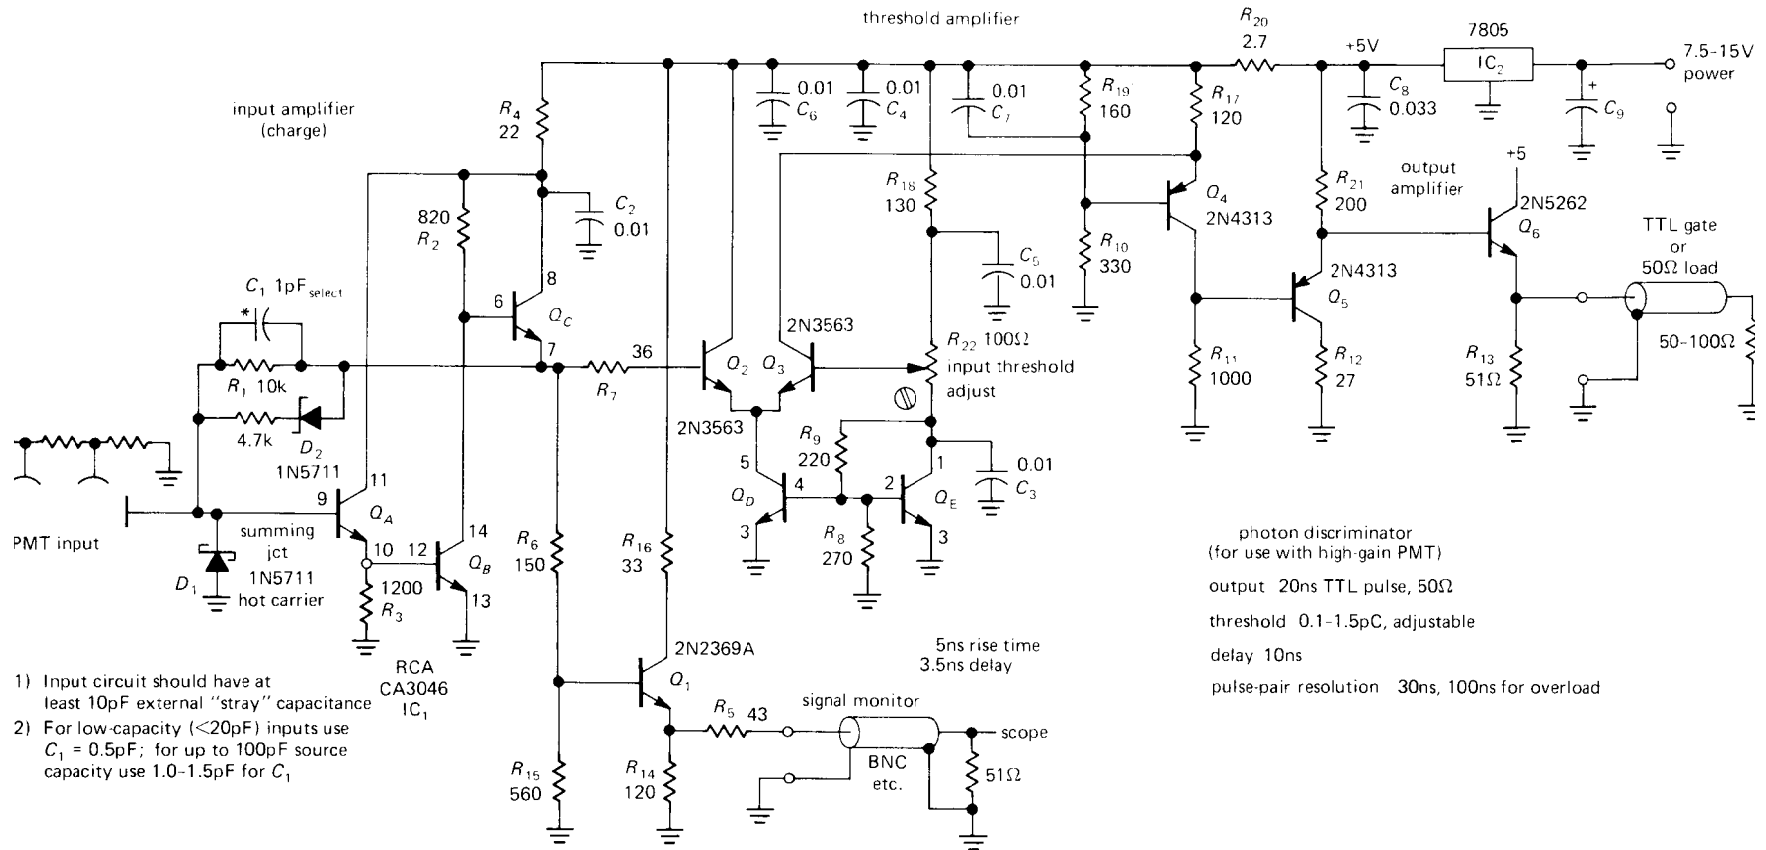 threshold amplifier
R20
2.7
+5V
7805
IC2
7.5-15V
power
input amplifier
(charge)
R4
22
0.01
C6
0.01
C4
0.01
C7
R19
160
R17
120
C8
0.033
+
C9
output
amplifier
+5
820
R2
C2
0.01
R18
130
Q4
2N4313
R21
200
2N5262
Q6
TTL gate
or
50Ω load
C1 1pF select
*
8
6
QC
7
C5
0.01
R10
330
2N4313
Q5
R1 10k
36
R7
2N3563
Q2
Q3
R22 100Ω
input threshold
adjust
R11
1000
R12
27
R13
51Ω
50-100Ω
4.7k
D2
1N5711
2N3563
R9
220
11
9
QA
5
QD
4
2
1
QE
0.01
C3
PMT input
summing
jct
1N5711
hot carrier
D1
10
12
14
QB
1200
R3
13
R6
150
R16
33
3
R8
270
3
photon discriminator
(for use with high-gain PMT)
output 20ns TTL pulse, 50Ω
threshold 0.1-1.5pC, adjustable
delay 10ns
pulse-pair resolution 30ns, 100ns for overload
RCA
CA3046
IC1
2N2369A
Q1
5ns rise time
3.5ns delay
1) Input circuit should have at
least 10pF external "stray" capacitance
2) For low-capacity (<20pF) inputs use
C1 = 0.5pF; for up to 100pF source
capacity use 1.0-1.5pF for C1
R5 43
signal monitor
scope
BNC
etc.
51Ω
R15
560
R14
120